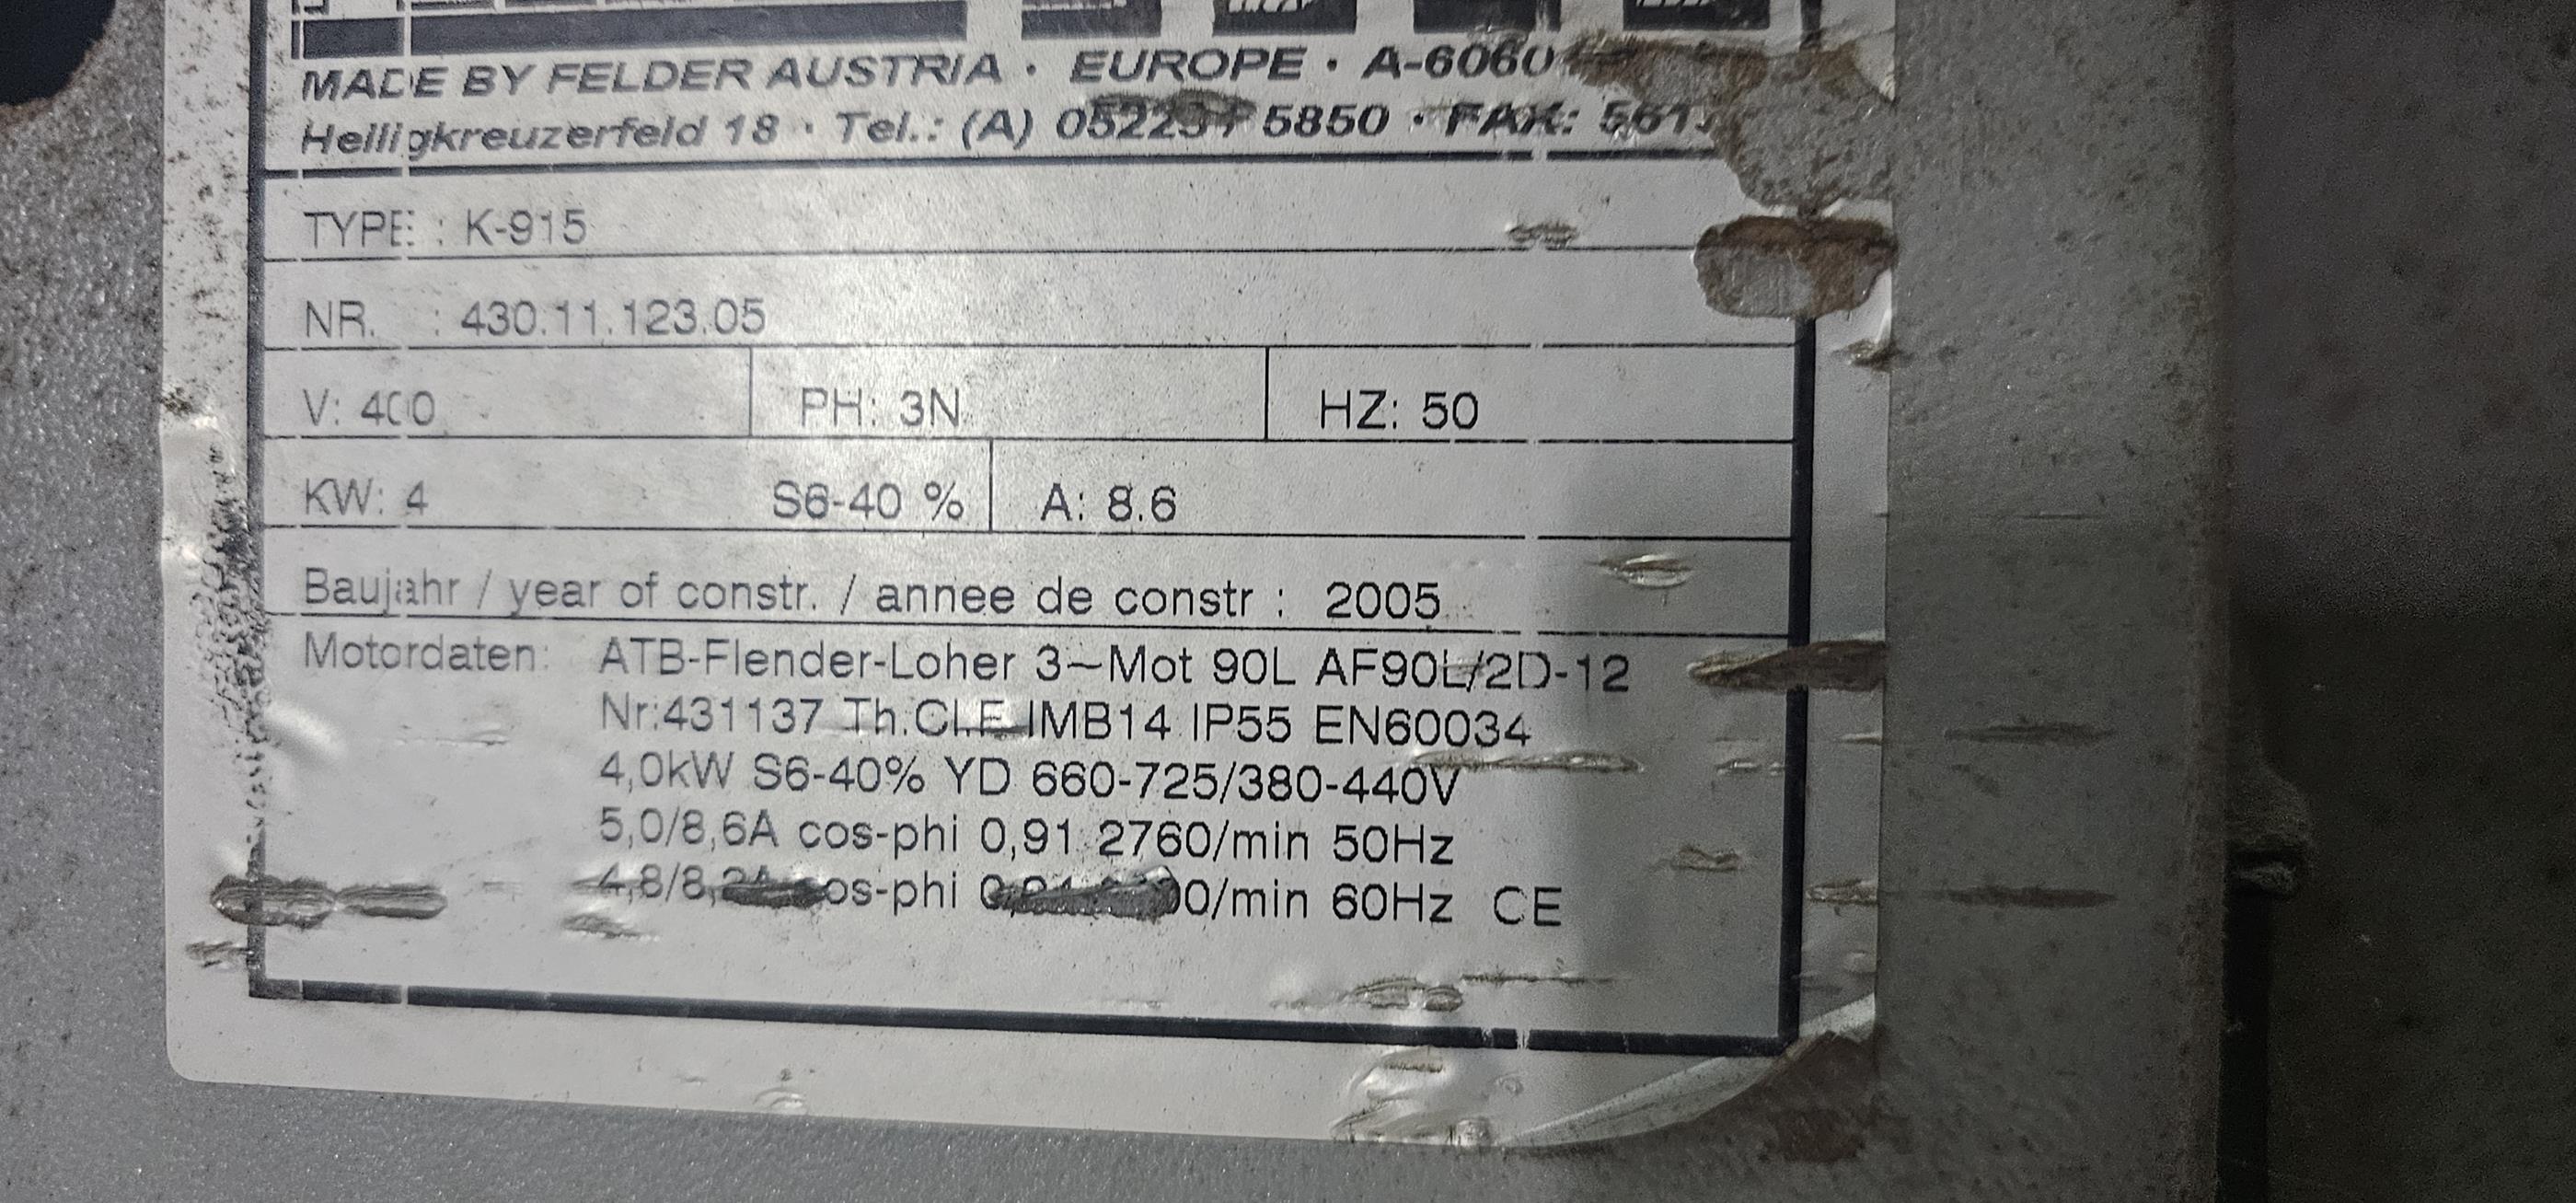 MADE BY FELDER AUSTRIA · EUROPE · A-6060
Heiligkreuzerfeld 18 · Tel.: (A) 5850 · FAX:
TYPE : K-915
NR. : 430.11.123.05
V: 400 PH: 3N HZ: 50
KW: 4 S6-40 % A: 8.6
Baujahr / year of constr. / annee de constr : 2005
Motordaten: ATB-Flender-Loher 3~Mot 90L AF90L/2D-12
Nr:431137 Th.Cl.F IMB14 IP55 EN60034
4,0kW S6-40% YD 660-725/380-440V
5,0/8,6A cos-phi 0,91 2760/min 50Hz
cos-phi 60Hz CE